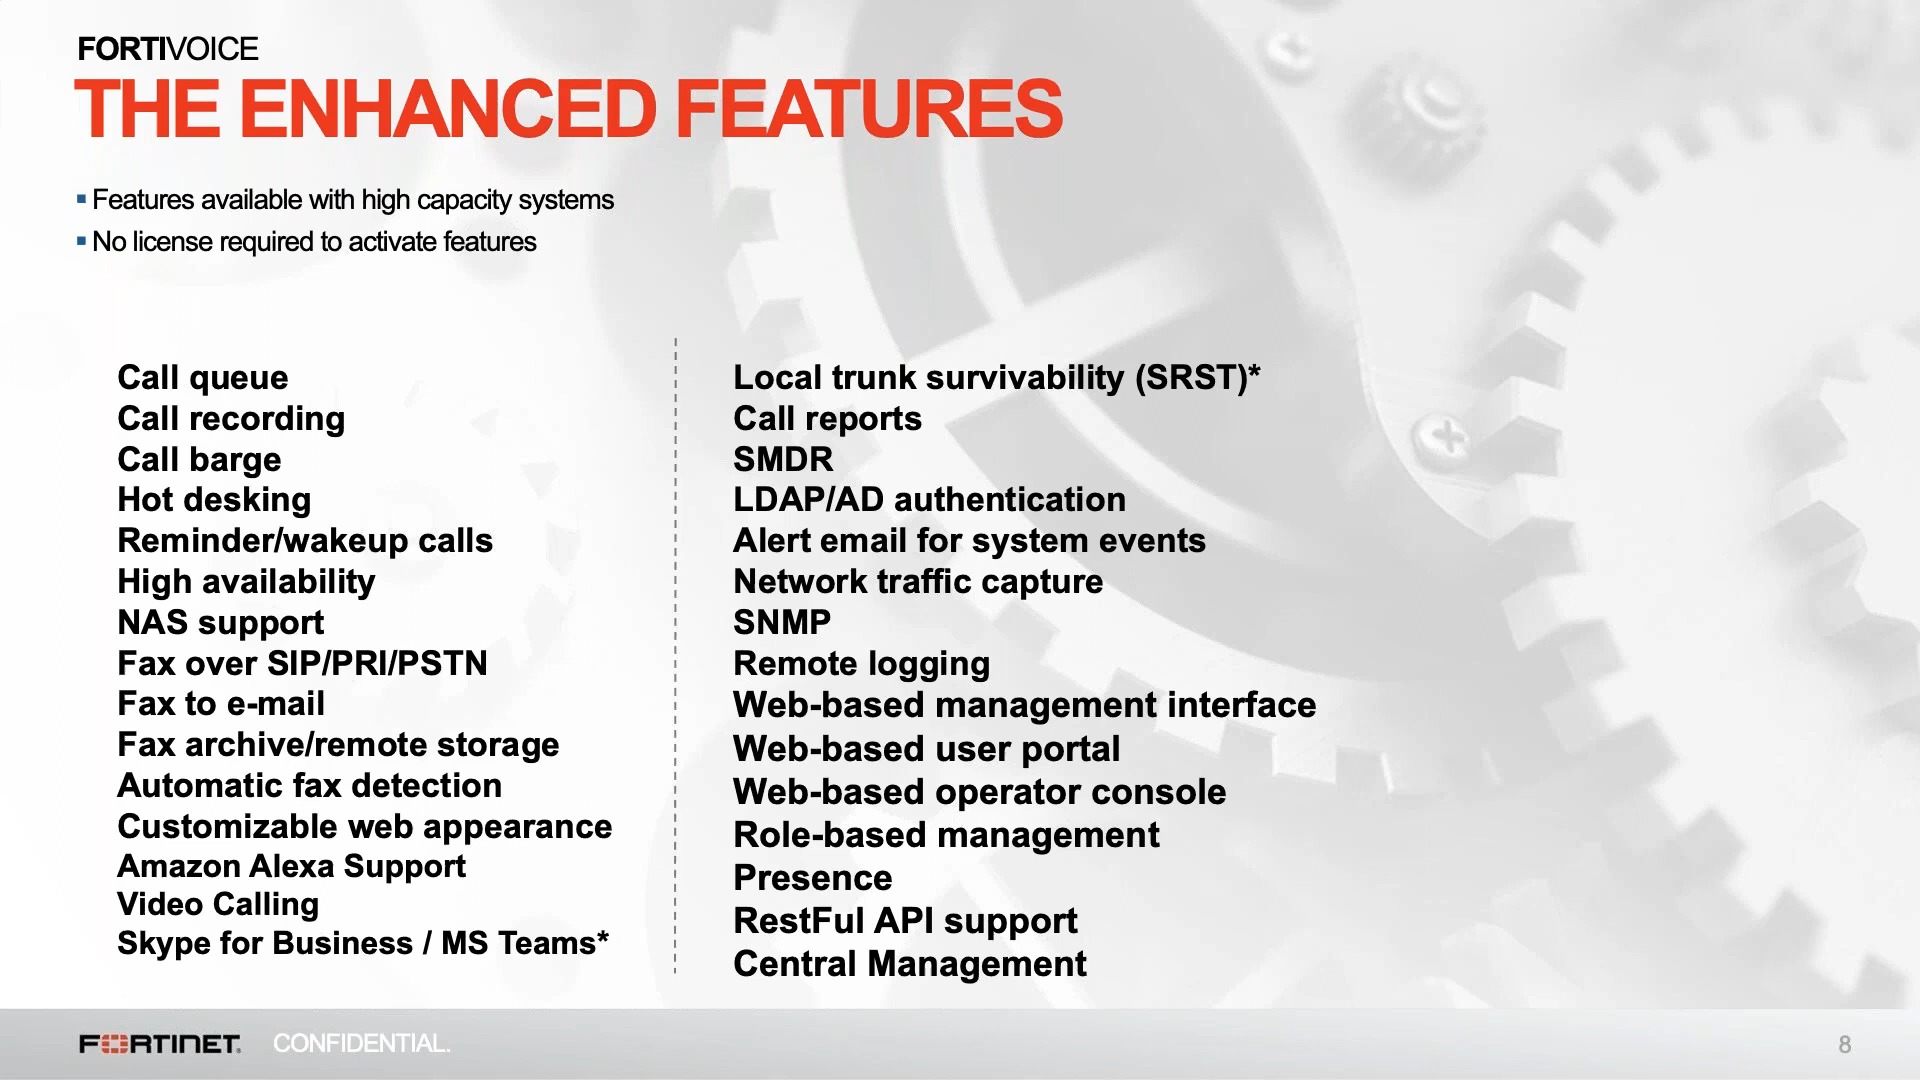 FORTIVOICE
THE ENHANCED FEATURES
▪ Features available with high capacity systems
▪ No license required to activate features
Call queue
Call recording
Call barge
Hot desking
Reminder/wakeup calls
High availability
NAS support
Fax over SIP/PRI/PSTN
Fax to e-mail
Fax archive/remote storage
Automatic fax detection
Customizable web appearance
Amazon Alexa Support
Video Calling
Skype for Business / MS Teams*
Local trunk survivability (SRST)*
Call reports
SMDR
LDAP/AD authentication
Alert email for system events
Network traffic capture
SNMP
Remote logging
Web-based management interface
Web-based user portal
Web-based operator console
Role-based management
Presence
RestFul API support
Central Management
FORTINET® CONFIDENTIAL.
8